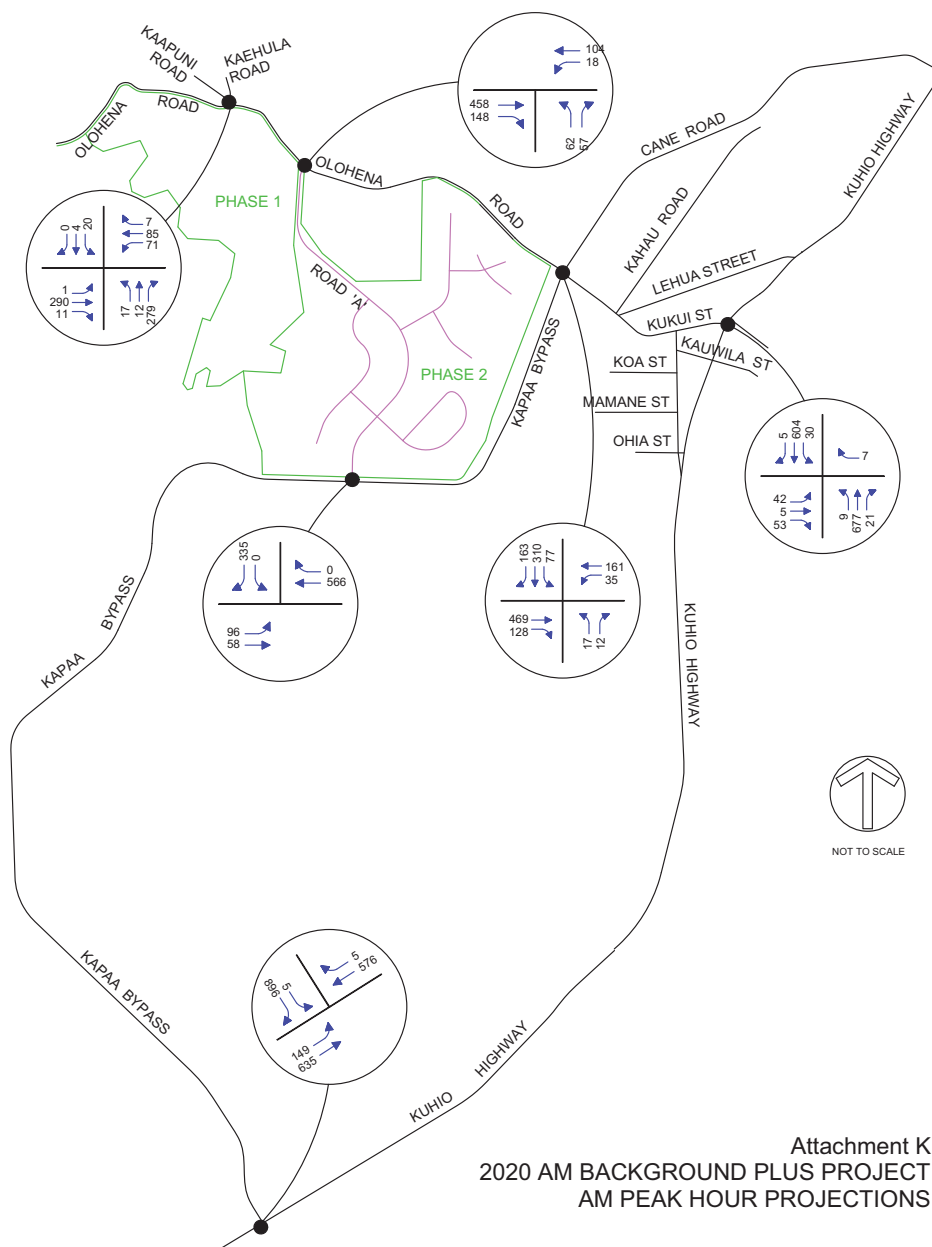 KAAPUNI
ROAD
KAEHULA
ROAD
OLOHENA
ROAD
104
18
458
148
62
57
CANE ROAD
KUHIO HIGHWAY
KAHAU ROAD
OLOHENA
ROAD
PHASE 1
0
4
20
7
85
71
1
290
11
17
12
279
ROAD 'A'
LEHUA STREET
KUKUI ST
KAUWILA ST
KOA ST
MAMANE ST
OHIA ST
PHASE 2
KAPAA BYPASS
5
604
30
7
42
5
53
9
677
21
335
0
0
566
96
58
163
310
77
161
35
469
128
17
12
KAPAA
BYPASS
KUHIO HIGHWAY
NOT TO SCALE
KAPAA BYPASS
896
5
5
576
149
635
KUHIO
HIGHWAY
Attachment K
2020 AM BACKGROUND PLUS PROJECT
AM PEAK HOUR PROJECTIONS